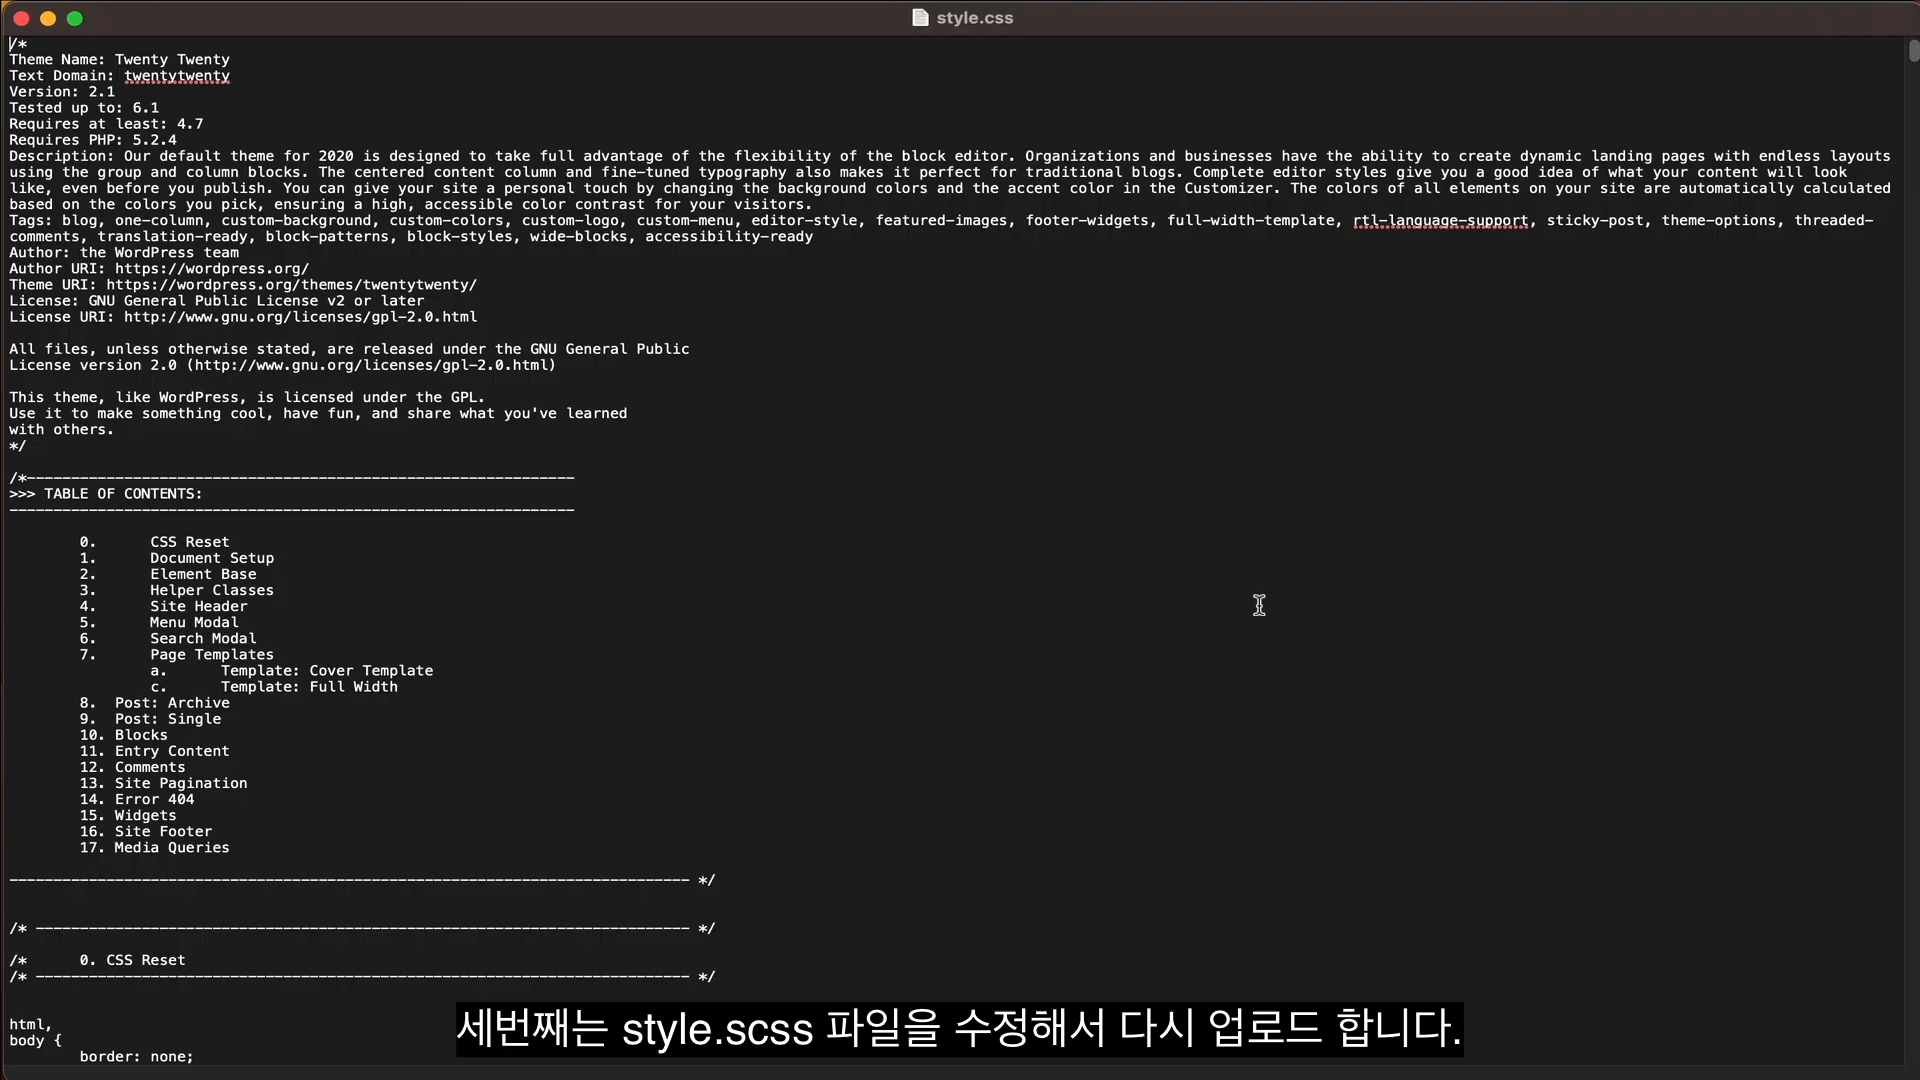 style.css
/*
Theme Name: Twenty Twenty
Text Domain: twentytwenty
Version: 2.1
Tested up to: 6.1
Requires at least: 4.7
Requires PHP: 5.2.4
Description: Our default theme for 2020 is designed to take full advantage of the flexibility of the block editor. Organizations and businesses have the ability to create dynamic landing pages with endless layouts
using the group and column blocks. The centered content column and fine-tuned typography also makes it perfect for traditional blogs. Complete editor styles give you a good idea of what your content will look
like, even before you publish. You can give your site a personal touch by changing the background colors and the accent color in the Customizer. The colors of all elements on your site are automatically calculated
based on the colors you pick, ensuring a high, accessible color contrast for your visitors.
Tags: blog, one-column, custom-background, custom-colors, custom-logo, custom-menu, editor-style, featured-images, footer-widgets, full-width-template, rtl-language-support, sticky-post, theme-options, threaded-
comments, translation-ready, block-patterns, block-styles, wide-blocks, accessibility-ready
Author: the WordPress team
Author URI: https://wordpress.org/
Theme URI: https://wordpress.org/themes/twentytwenty/
License: GNU General Public License v2 or later
License URI: http://www.gnu.org/licenses/gpl-2.0.html
All files, unless otherwise stated, are released under the GNU General Public
License version 2.0 (http://www.gnu.org/licenses/gpl-2.0.html)
This theme, like WordPress, is licensed under the GPL.
Use it to make something cool, have fun, and share what you've learned
with others.
*/
/*----------------------------------------------------------------
>>> TABLE OF CONTENTS:
----------------------------------------------------------------
0. CSS Reset
1. Document Setup
2. Element Base
3. Helper Classes
4. Site Header
5. Menu Modal
6. Search Modal
7. Page Templates
a. Template: Cover Template
c. Template: Full Width
8. Post: Archive
9. Post: Single
10. Blocks
11. Entry Content
12. Comments
13. Site Pagination
14. Error 404
15. Widgets
16. Site Footer
17. Media Queries
----------------------------------------------------------------------------- */
/* -------------------------------------------------------------------------- */
/* 0. CSS Reset
/* -------------------------------------------------------------------------- */
html,
body {
border: none;
세번째는 style.scss 파일을 수정해서 다시 업로드 합니다.